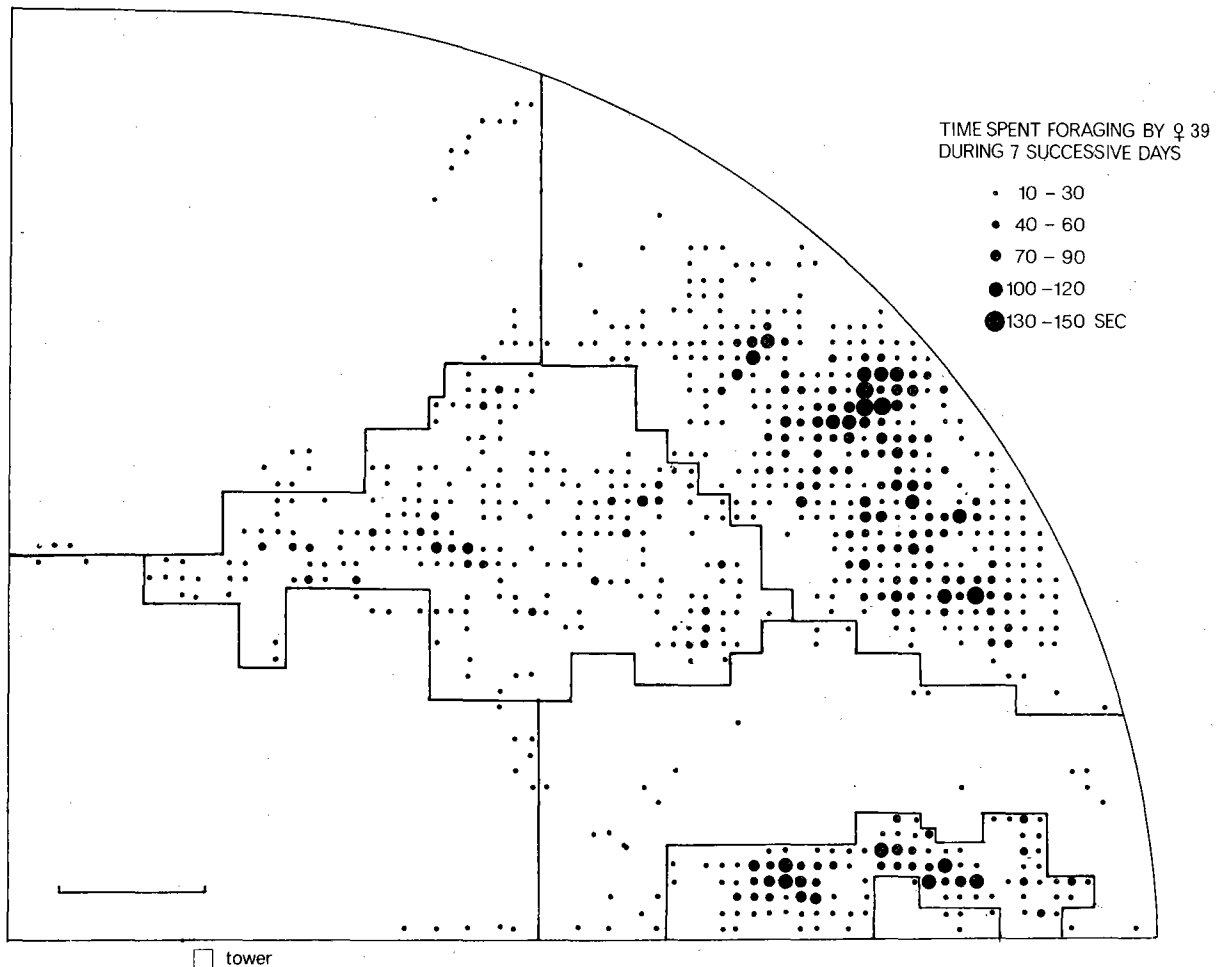 TIME SPENT FORAGING BY ♀ 39
DURING 7 SUCCESSIVE DAYS
10 – 30
40 – 60
70 – 90
100 – 120
130 – 150 SEC
tower